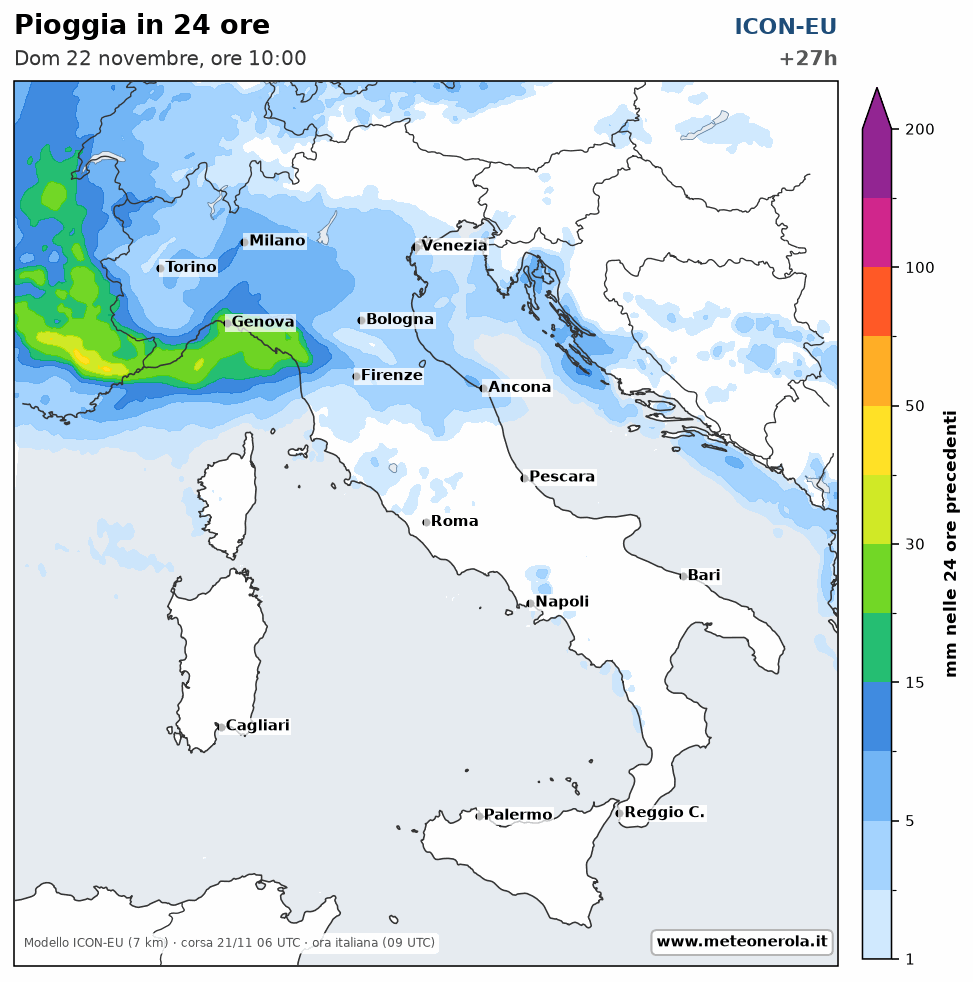 Pioggia in 24 ore
ICON-EU
Dom 22 novembre, ore 10:00
+27h
200
100
50
30
15
5
1
mm nelle 24 ore precedenti
Milano
Venezia
Torino
Genova
Bologna
Firenze
Ancona
Pescara
Roma
Bari
Napoli
Cagliari
Palermo
Reggio C.
Modello ICON-EU (7 km) · corsa 21/11 06 UTC · ora italiana (09 UTC)
www.meteonerola.it